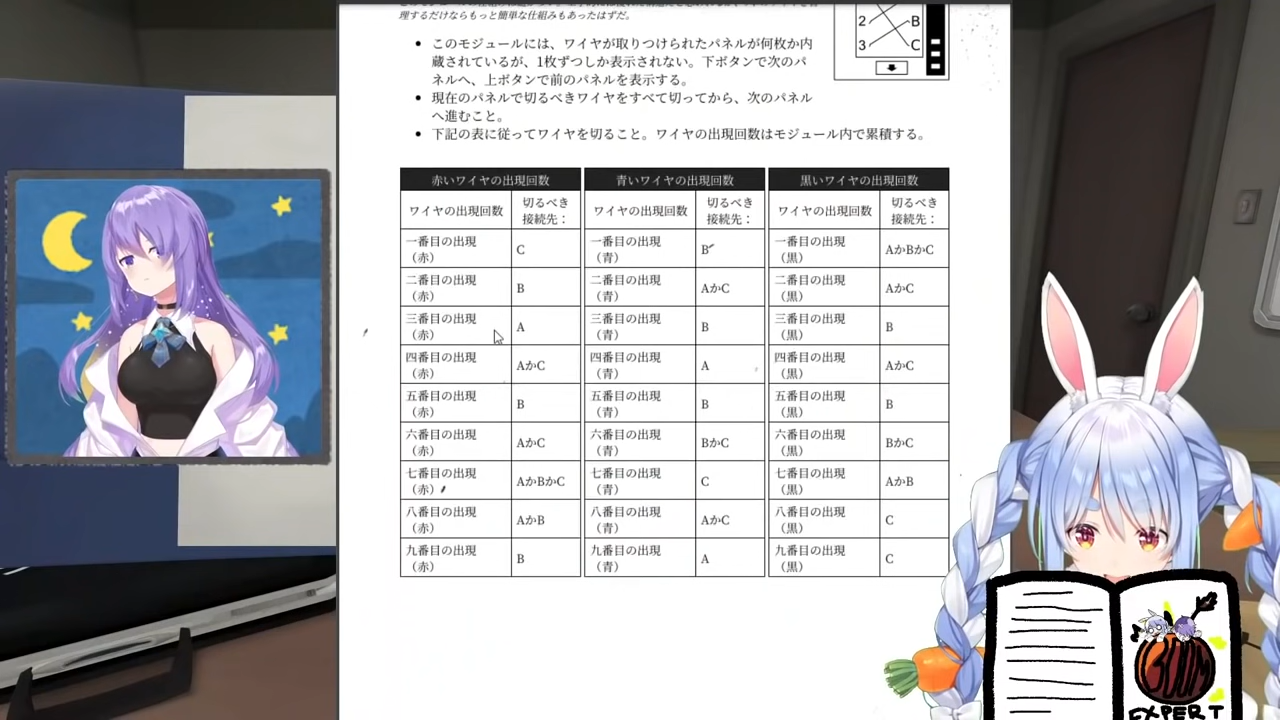 理するだけならもっと簡単な仕組みもあったはずだ。
2
B
3
C
• このモジュールには、ワイヤが取りつけられたパネルが何枚か内
蔵されているが、1枚ずつしか表示されない。下ボタンで次のパ
ネルへ、上ボタンで前のパネルを表示する。
• 現在のパネルで切るべきワイヤをすべて切ってから、次のパネル
へ進むこと。
• 下記の表に従ってワイヤを切ること。ワイヤの出現回数はモジュール内で累積する。
赤いワイヤの出現回数
ワイヤの出現回数
切るべき
接続先：
一番目の出現
（赤）
C
二番目の出現
（赤）
B
三番目の出現
（赤）
A
四番目の出現
（赤）
AかC
五番目の出現
（赤）
B
六番目の出現
（赤）
AかC
七番目の出現
（赤）
AかBかC
八番目の出現
（赤）
AかB
九番目の出現
（赤）
B
青いワイヤの出現回数
ワイヤの出現回数
切るべき
接続先：
一番目の出現
（青）
B
二番目の出現
（青）
AかC
三番目の出現
（青）
B
四番目の出現
（青）
A
五番目の出現
（青）
B
六番目の出現
（青）
BかC
七番目の出現
（青）
C
八番目の出現
（青）
AかC
九番目の出現
（青）
A
黒いワイヤの出現回数
ワイヤの出現回数
切るべき
接続先：
一番目の出現
（黒）
AかBかC
二番目の出現
（黒）
AかC
三番目の出現
（黒）
B
四番目の出現
（黒）
AかC
五番目の出現
（黒）
B
六番目の出現
（黒）
BかC
七番目の出現
（黒）
AかB
八番目の出現
（黒）
C
九番目の出現
（黒）
C
EXPERT